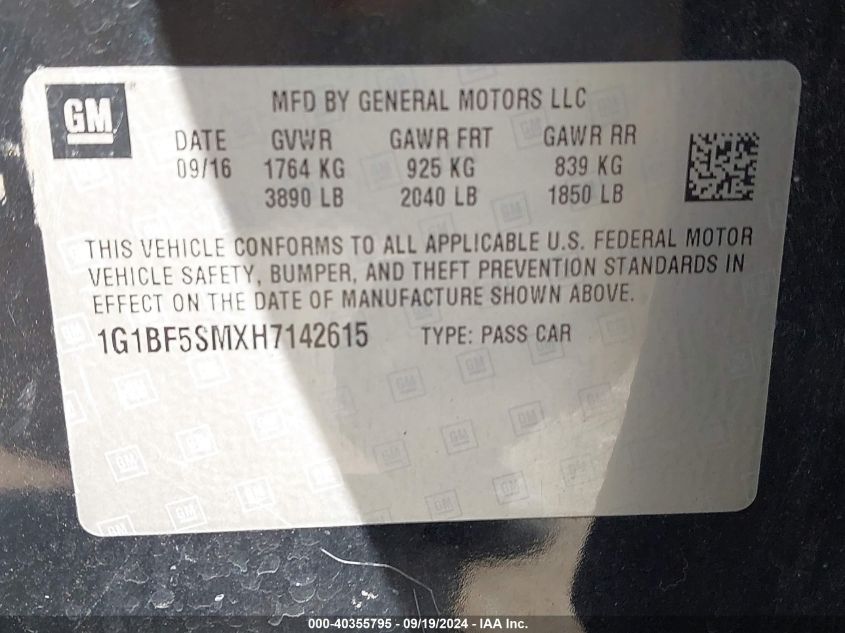 GM
MFD BY GENERAL MOTORS LLC
DATE GVWR GAWR FRT GAWR RR
09/16 1764 KG 925 KG 839 KG
3890 LB 2040 LB 1850 LB
THIS VEHICLE CONFORMS TO ALL APPLICABLE U.S. FEDERAL MOTOR
VEHICLE SAFETY, BUMPER, AND THEFT PREVENTION STANDARDS IN
EFFECT ON THE DATE OF MANUFACTURE SHOWN ABOVE.
1G1BF5SMXH7142615 TYPE: PASS CAR
000-40355795 - 09/19/2024 - IAA Inc.